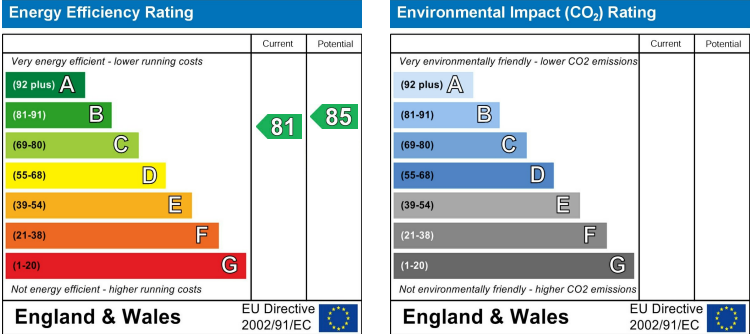 Energy Efficiency Rating
Current Potential
Very energy efficient - lower running costs
(92 plus) A
(81-91) B
(69-80) C
(55-68) D
(39-54) E
(21-38) F
(1-20) G
81
85
Not energy efficient - higher running costs
England & Wales
EU Directive
2002/91/EC
Environmental Impact (CO₂) Rating
Current Potential
Very environmentally friendly - lower CO2 emissions
(92 plus) A
(81-91) B
(69-80) C
(55-68) D
(39-54) E
(21-38) F
(1-20) G
Not environmentally friendly - higher CO2 emissions
England & Wales
EU Directive
2002/91/EC